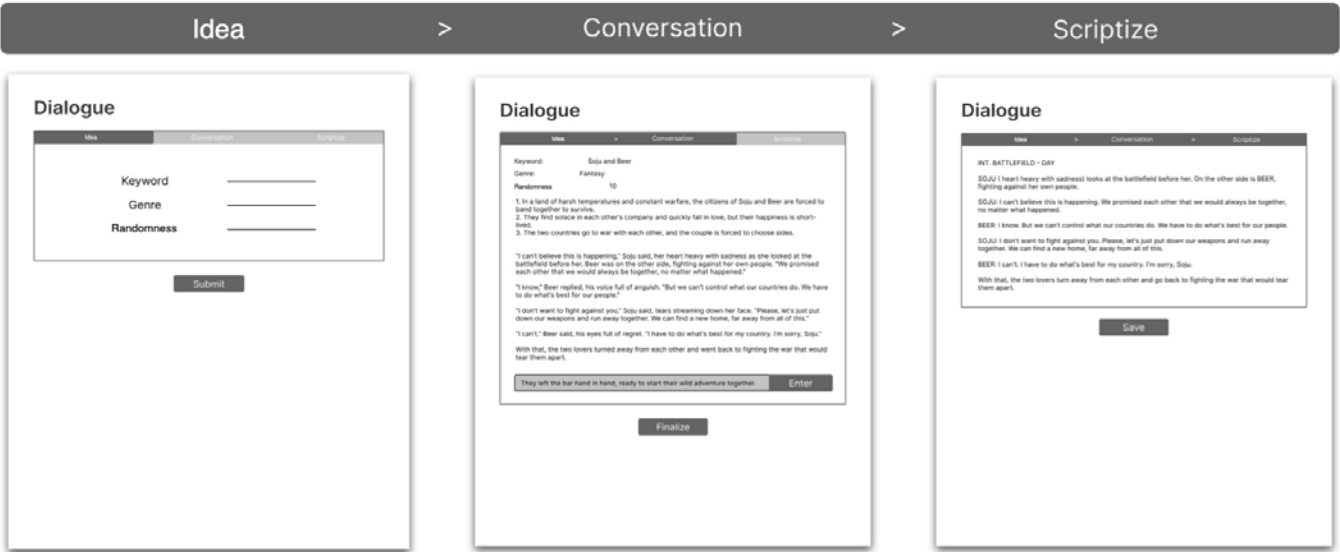 Idea > Conversation > Scriptize
Dialogue
Idea Conversation Scriptize
Keyword
Genre
Randomness
Submit
Dialogue
Idea > Conversation Scriptize
Keyword: Soju and Beer
Genre: Fantasy
Randomness 10
1. In a land of harsh temperatures and constant warfare, the citizens of Soju and Beer are forced to
band together to survive.
2. They find solace in each other's company and quickly fall in love, but their happiness is short-
lived.
3. The two countries go to war with each other, and the couple is forced to choose sides.
"I can't believe this is happening," Soju said, her heart heavy with sadness as she looked at the
battlefield before her. Beer was on the other side, fighting against her own people. "We promised
each other that we would always be together, no matter what happened."
"I know," Beer replied, his voice full of anguish. "But we can't control what our countries do. We have
to do what's best for our people."
"I don't want to fight against you," Soju said, tears streaming down her face. "Please, let's just put
down our weapons and run away together. We can find a new home, far away from all of this."
"I can't," Beer said, his eyes full of regret. "I have to do what's best for my country. I'm sorry, Soju."
With that, the two lovers turned away from each other and went back to fighting the war that would
tear them apart.
They left the bar hand in hand, ready to start their wild adventure together. Enter
Finalize
Dialogue
Idea > Conversation > Scriptize
INT. BATTLEFIELD - DAY
SOJU ( heart heavy with sadness) looks at the battlefield before her. On the other side is BEER,
fighting against her own people.
SOJU: I can't believe this is happening. We promised each other that we would always be together,
no matter what happened.
BEER: I know. But we can't control what our countries do. We have to do what's best for our people.
SOJU: I don't want to fight against you. Please, let's just put down our weapons and run away
together. We can find a new home, far away from all of this.
BEER: I can't. I have to do what's best for my country. I'm sorry, Soju.
With that, the two lovers turn away from each other and go back to fighting the war that would tear
them apart.
Save